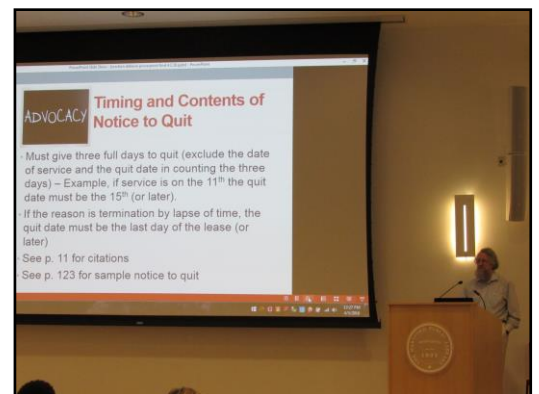 ADVOCACY
Timing and Contents of
Notice to Quit
Must give three full days to quit (exclude the date
of service and the quit date in counting the three
days) – Example, if service is on the 11th the quit
date must be the 15th (or later).
If the reason is termination by lapse of time, the
quit date must be the last day of the lease (or
later)
See p. 11 for citations
See p. 123 for sample notice to quit